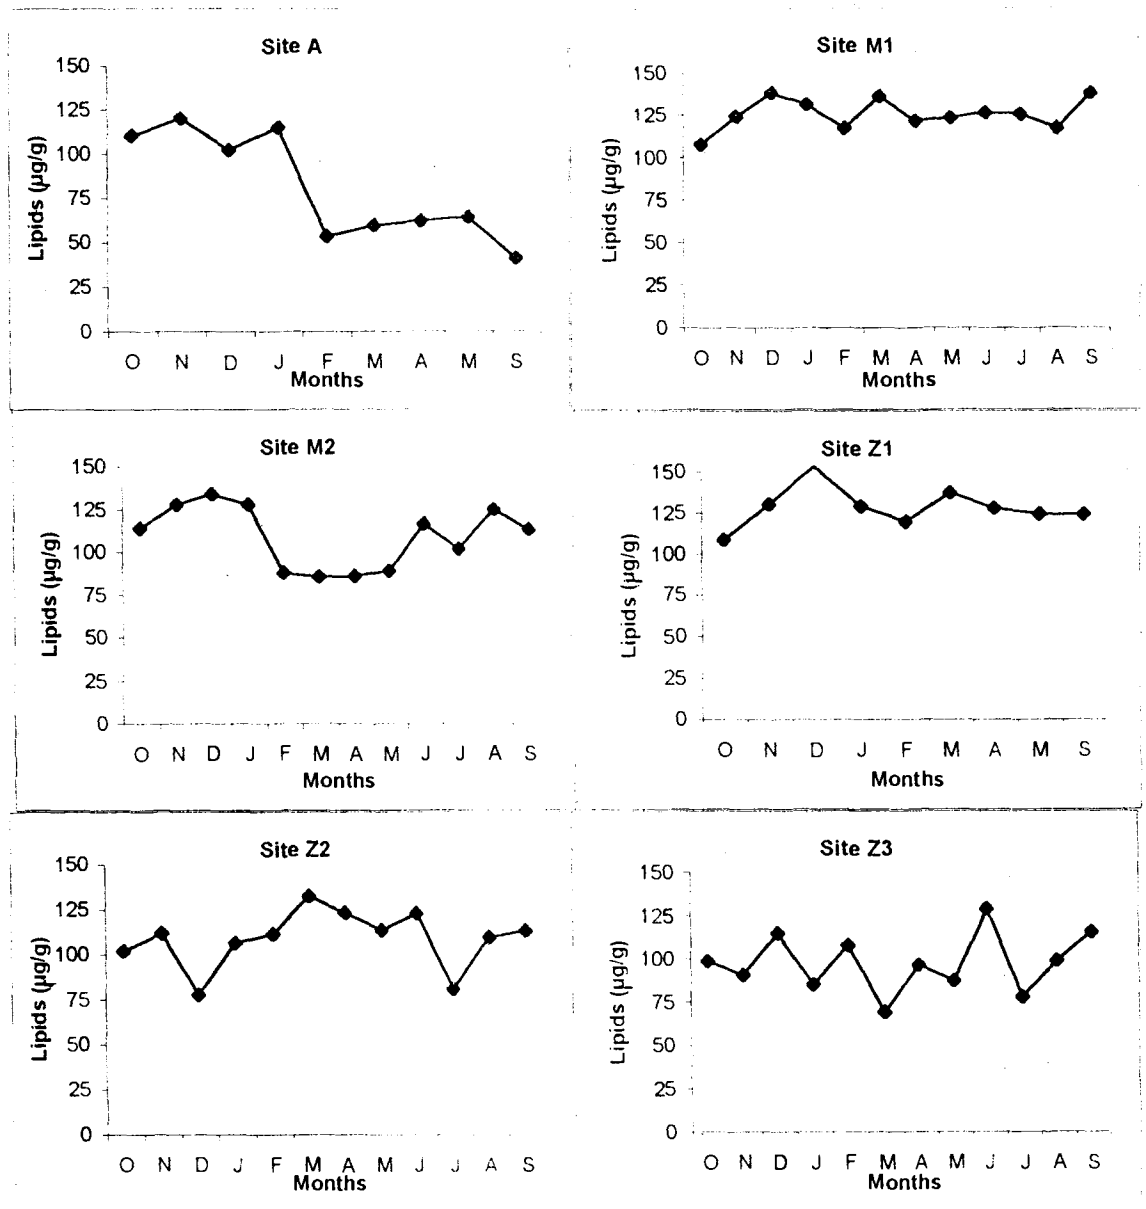 Site A
150
125
100
75
50
25
0
Lipids (µg/g)
O N D J F M A M S
Months
Site M1
150
125
100
75
50
25
0
Lipids (µg/g)
O N D J F M A M J J A S
Months
Site M2
150
125
100
75
50
25
0
Lipids (µg/g)
O N D J F M A M J J A S
Months
Site Z1
150
125
100
75
50
25
0
Lipids (µg/g)
O N D J F M A M S
Months
Site Z2
150
125
100
75
50
25
0
Lipids (µg/g)
O N D J F M A M J J A S
Months
Site Z3
150
125
100
75
50
25
0
Lipids (µg/g)
O N D J F M A M J J A S
Months